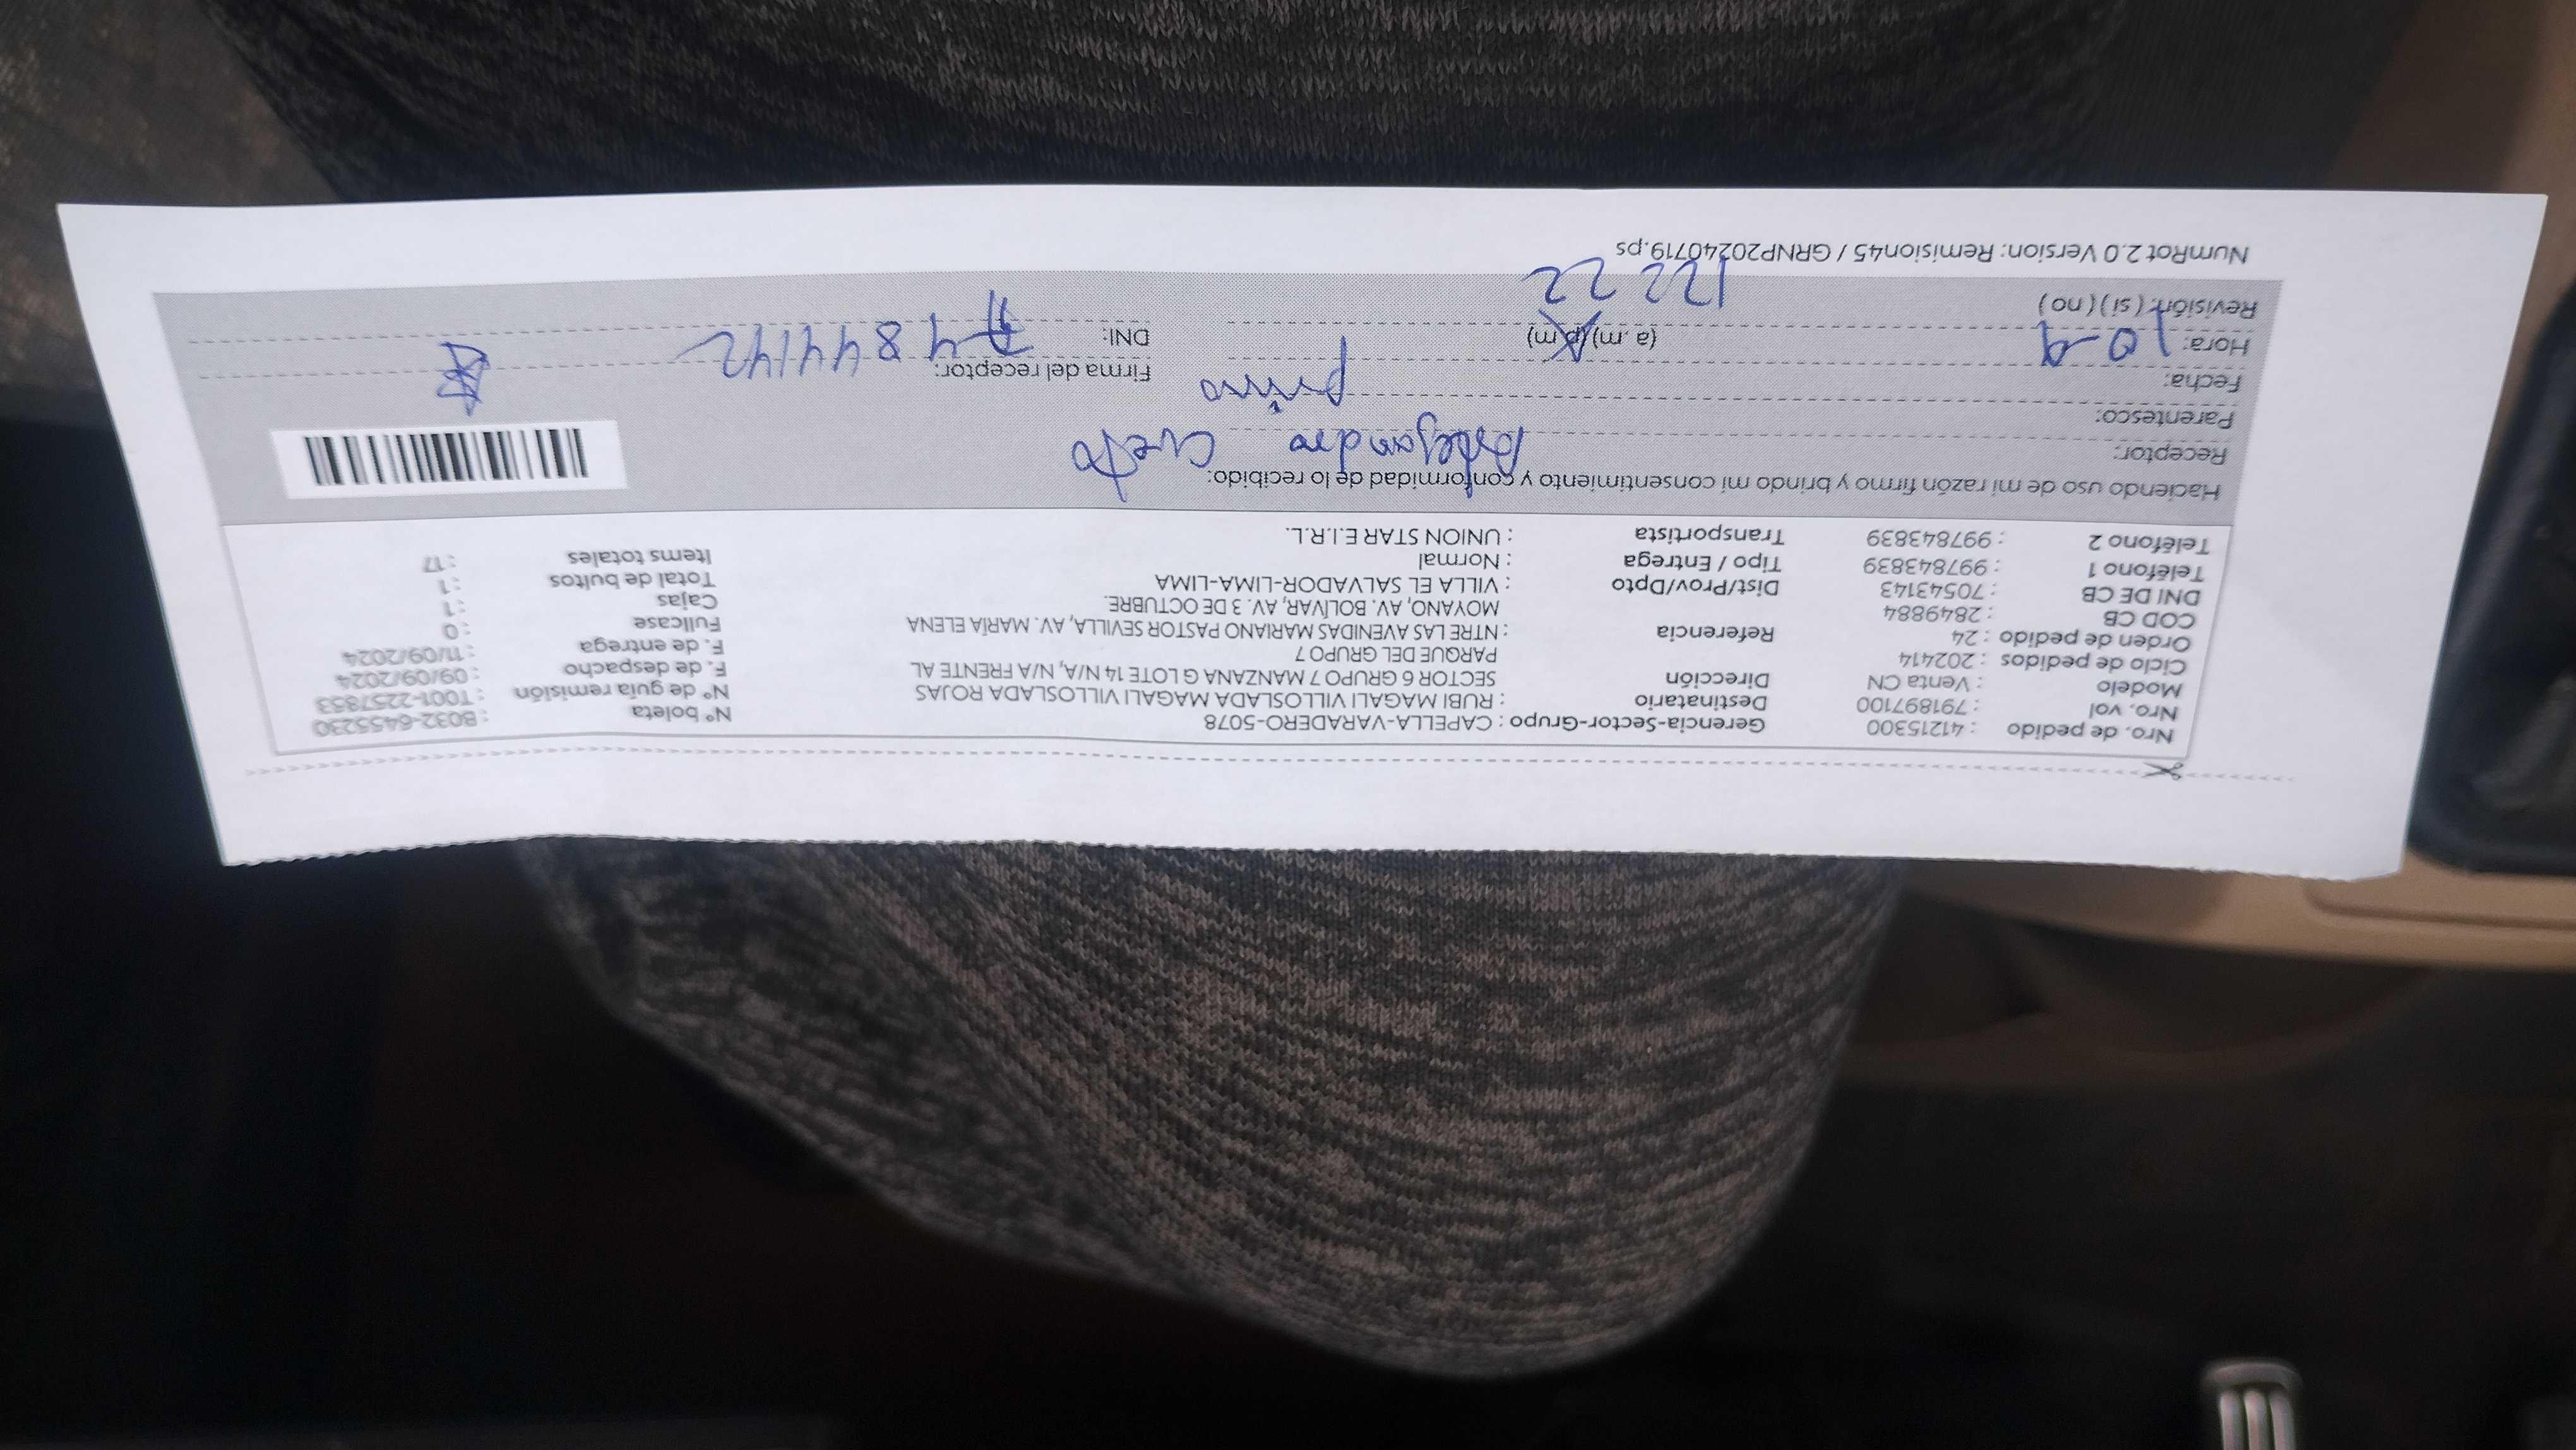 Nro. de pedido : 41215300 Gerencia-Sector-Grupo : CAPELLA-VARADERO-5078 Nº boleta : B032-6455230
Nro. vol : 791897100 Destinatario : RUBI MAGALI VILLOSLADA MAGALI VILLOSLADA ROJAS Nº de guía remisión : T001-2257853
Modelo : Venta CN Dirección SECTOR 6 GRUPO 7 MANZANA G LOTE 14 N/A, N/A FRENTE AL F. de despacho : 09/09/2024
Ciclo de pedidos : 202414 PARQUE DEL GRUPO 7 F. de entrega : 11/09/2024
Orden de pedido : 24 Referencia : NTRE LAS AVENIDAS MARIANO PASTOR SEVILLA, AV. MARÍA ELENA Fullcase : 0
COD CB : 2849884 MOYANO, AV. BOLÍVAR, AV. 3 DE OCTUBRE. Cajas : 1
DNI DE CB : 70543143 Dist/Prov/Dpto : VILLA EL SALVADOR-LIMA-LIMA Total de bultos : 1
Teléfono 1 : 997843839 Tipo / Entrega : Normal Items totales : 17
Teléfono 2 : 997843839 Transportista : UNION STAR E.I.R.L.
Haciendo uso de mi razón firmo y brindo mi consentimiento y conformidad de lo recibido:
Receptor: Alejandro Cueto
Parentesco: primo
Fecha: Firma del receptor:
Hora: 10-9 (a. m) (p. m) DNI: 74844142
Revisión: ( si ) ( no ) 12222
NumRot 2.0 Version: Remision45 / GRNP20240719.ps